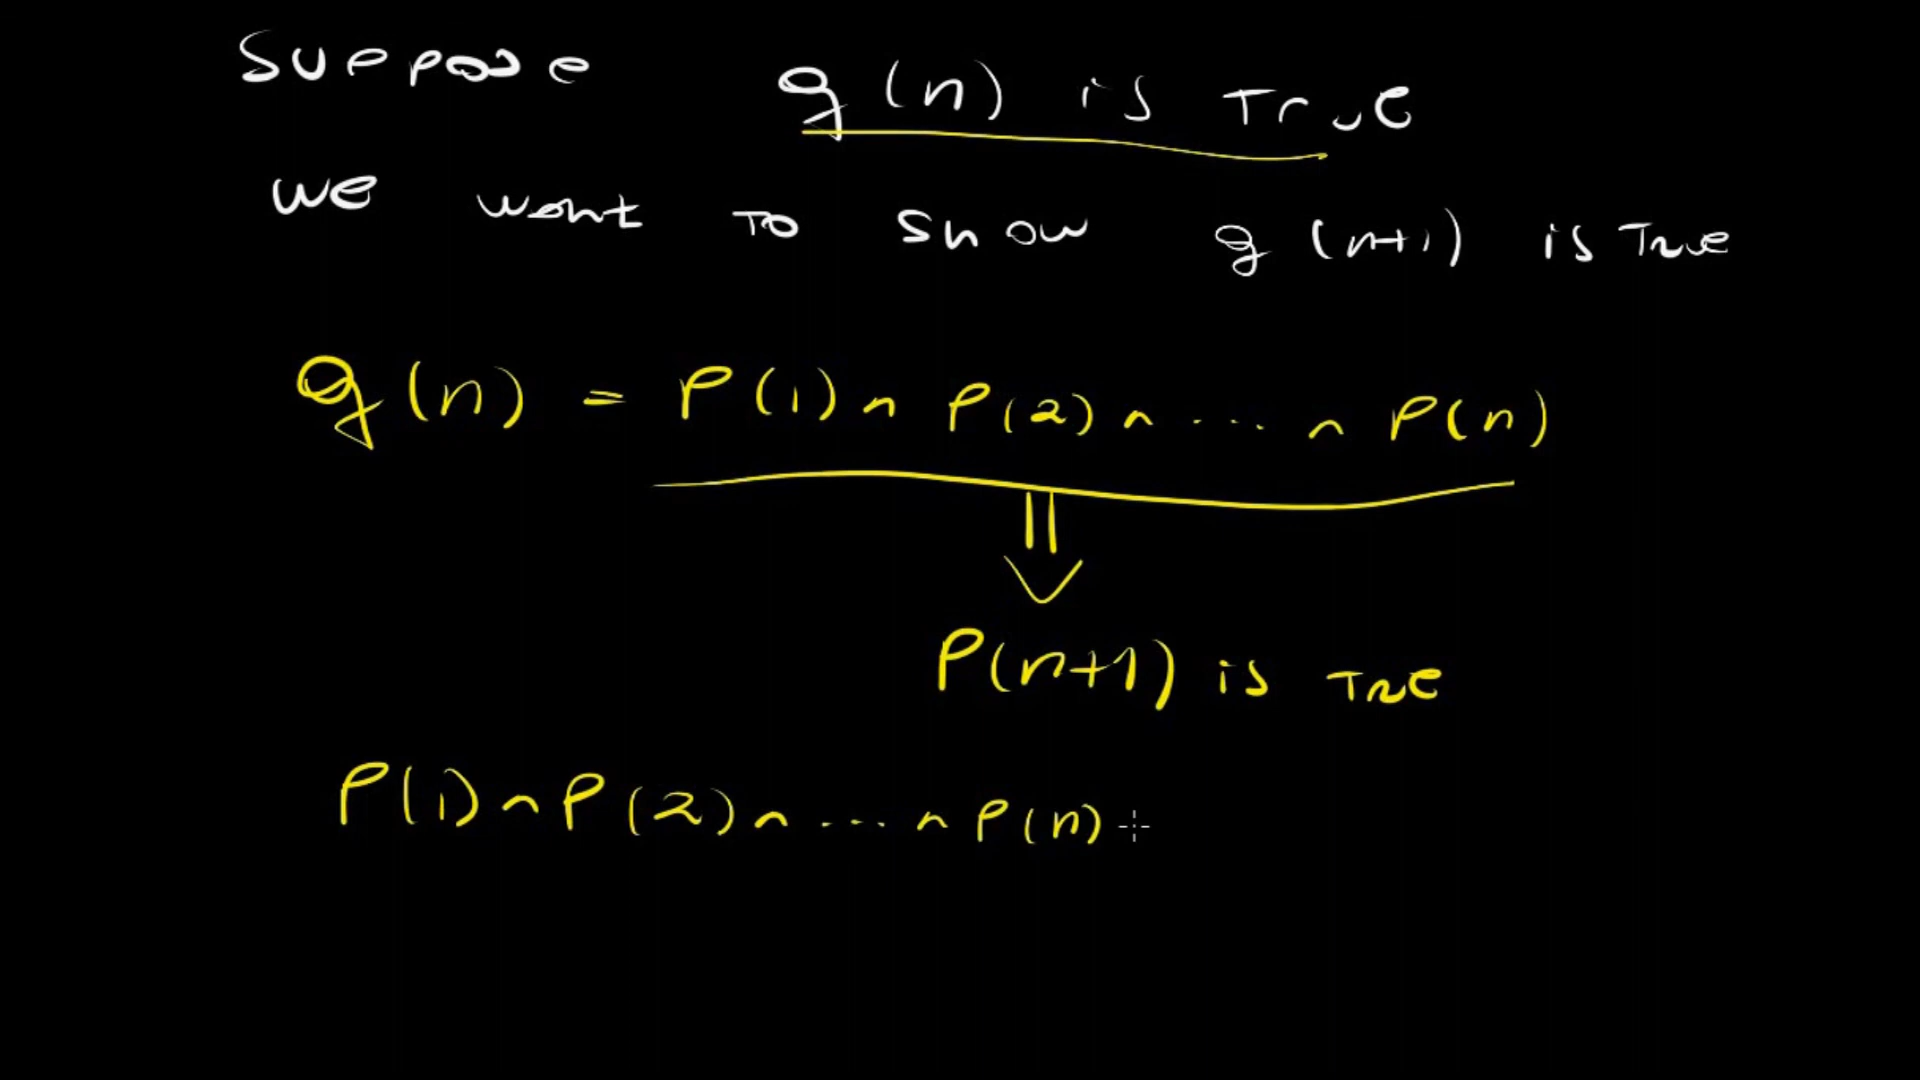 Suppose g(n) is True
we want to show g(n+1) is True
g(n) = P(1) ∧ P(2) ∧ ... ∧ P(n)
⇓
P(n+1) is True
P(1) ∧ P(2) ∧ ... ∧ P(n)